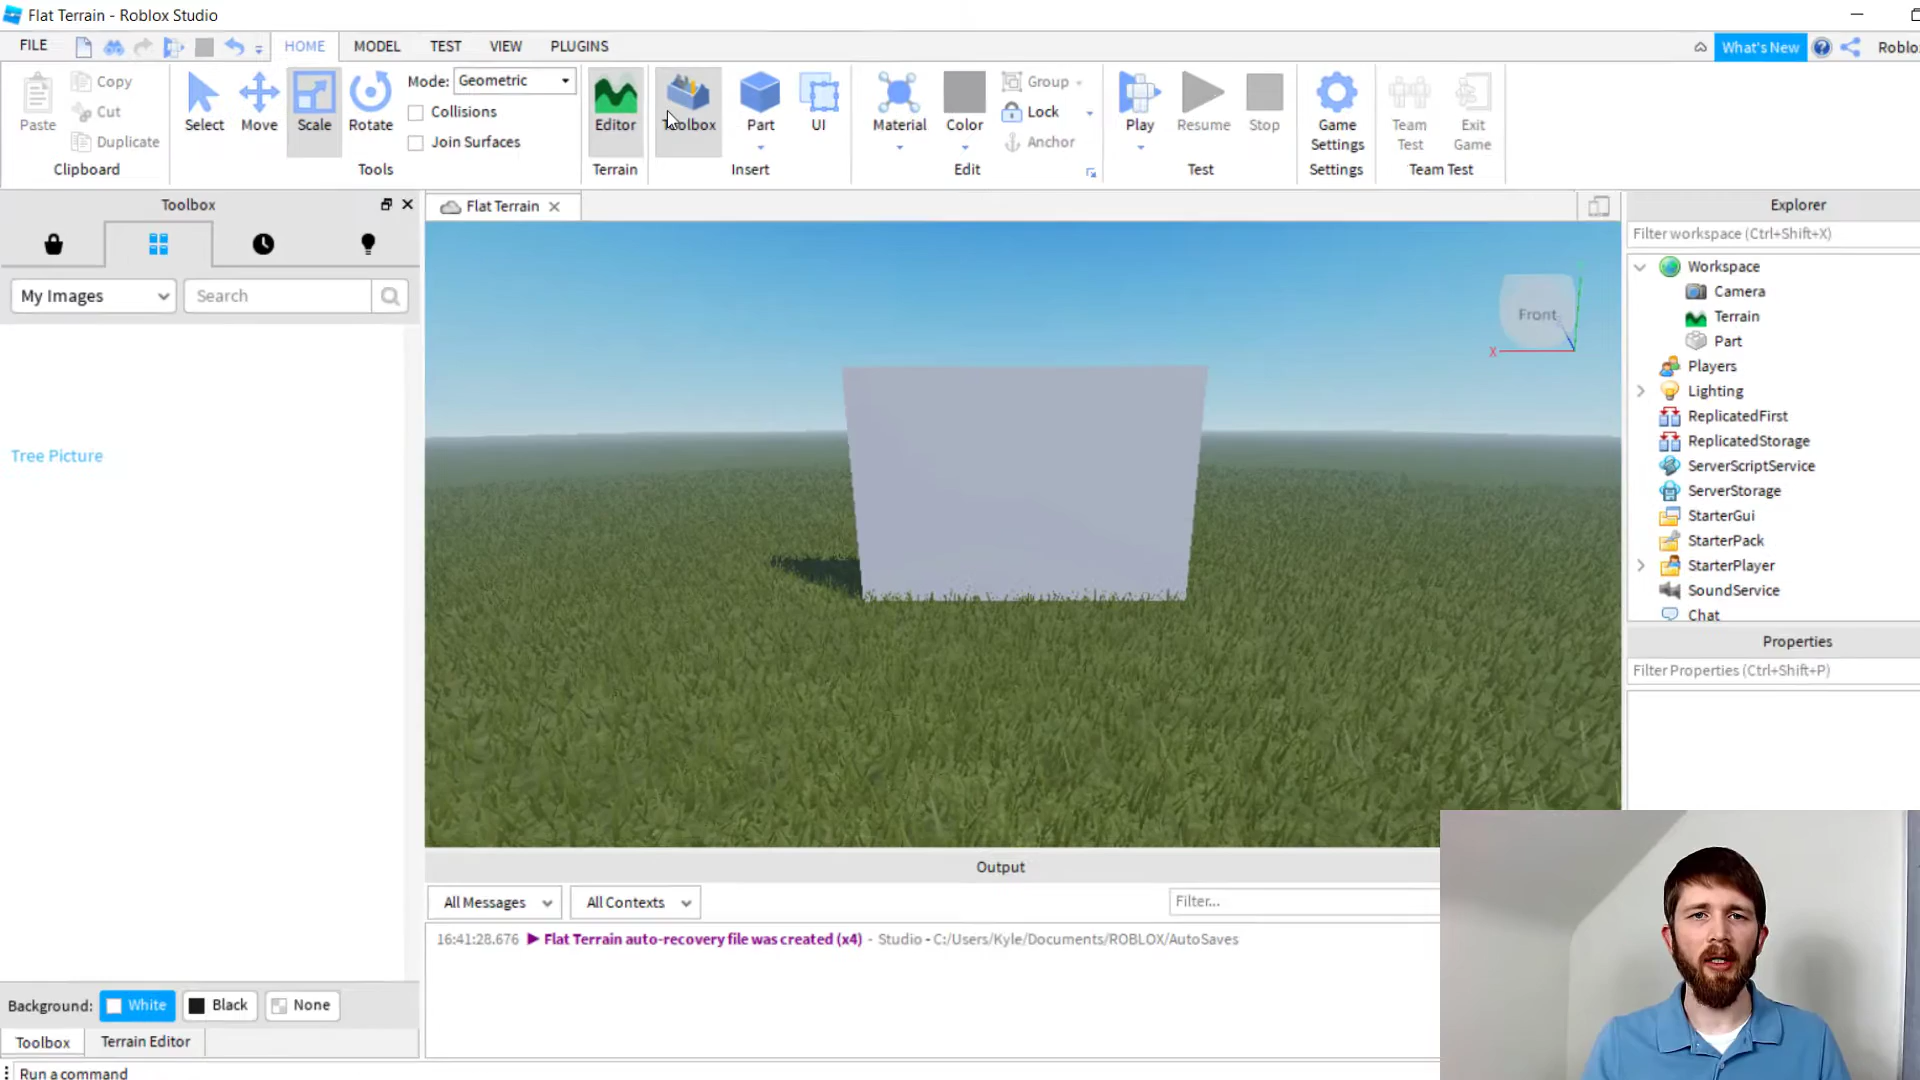 Flat Terrain - Roblox Studio
FILE
HOME
MODEL
TEST
VIEW
PLUGINS
What's New
Paste
Copy
Cut
Duplicate
Clipboard
Select
Move
Scale
Rotate
Mode: Geometric
Collisions
Join Surfaces
Tools
Editor
Terrain
Part
UI
Insert
Material
Color
Group
Lock
Anchor
Edit
Play
Resume
Stop
Test
Game
Settings
Settings
Team
Test
Exit
Game
Team Test
Toolbox
My Images
Search
Tree Picture
Background:
White
Black
None
Toolbox
Terrain Editor
Run a command
Flat Terrain
Front
X
Output
All Messages
All Contexts
Filter...
16:41:28.676 Flat Terrain auto-recovery file was created (x4) - Studio - C:/Users/Kyle/Documents/ROBLOX/AutoSaves
Explorer
Filter workspace (Ctrl+Shift+X)
Workspace
Camera
Terrain
Part
Players
Lighting
ReplicatedFirst
ReplicatedStorage
ServerScriptService
ServerStorage
StarterGui
StarterPack
StarterPlayer
SoundService
Chat
Properties
Filter Properties (Ctrl+Shift+P)